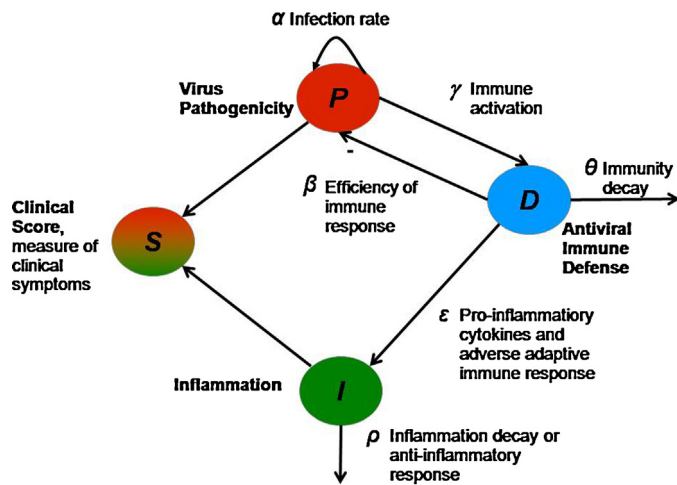 α Infection rate
Virus
Pathogenicity
P
γ Immune
activation
-
β Efficiency of
immune
response
θ Immunity
decay
D
Antiviral
Immune
Defense
Clinical
Score,
measure of
clinical
symptoms
S
ε Pro-inflammatiory
cytokines and
adverse adaptive
immune response
Inflammation
I
ρ Inflammation decay or
anti-inflammatory
response